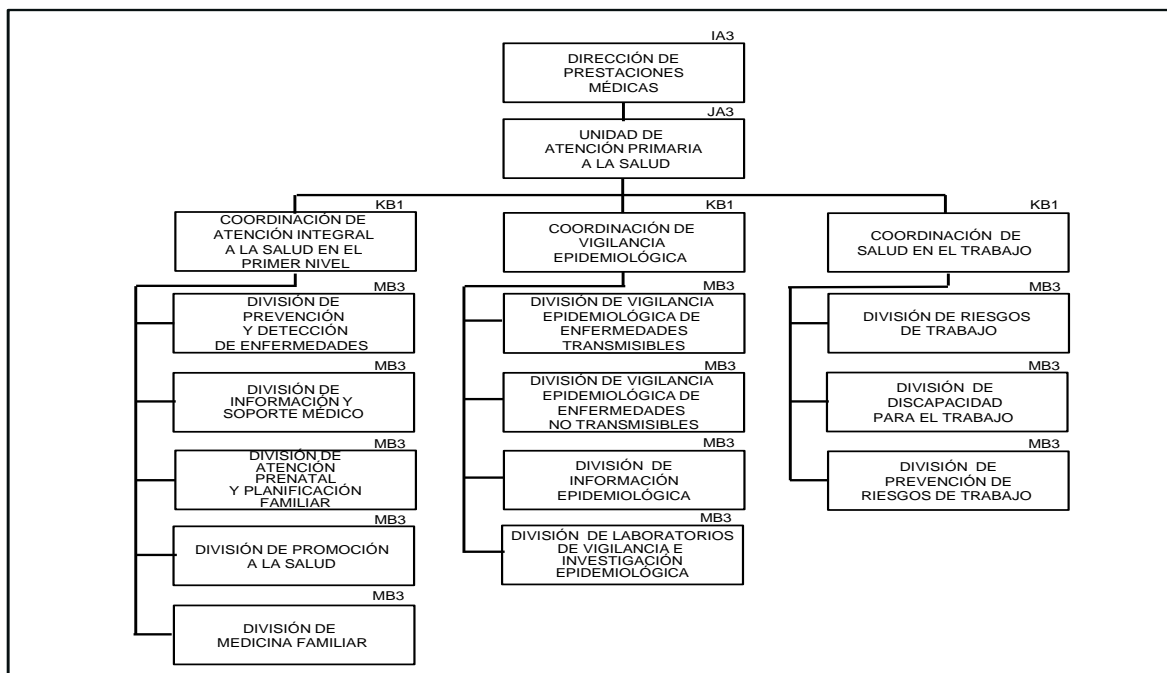 IA3
DIRECCIÓN DE
PRESTACIONES
MÉDICAS
JA3
UNIDAD DE
ATENCIÓN PRIMARIA
A LA SALUD
KB1
COORDINACIÓN DE
ATENCIÓN INTEGRAL
A LA SALUD EN EL
PRIMER NIVEL
MB3
DIVISIÓN DE
PREVENCIÓN
Y DETECCIÓN
DE ENFERMEDADES
MB3
DIVISIÓN DE
INFORMACIÓN Y
SOPORTE MÉDICO
MB3
DIVISIÓN DE
ATENCIÓN
PRENATAL
Y PLANIFICACIÓN
FAMILIAR
MB3
DIVISIÓN DE PROMOCIÓN
A LA SALUD
MB3
DIVISIÓN DE
MEDICINA FAMILIAR
KB1
COORDINACIÓN DE
VIGILANCIA
EPIDEMIOLÓGICA
MB3
DIVISIÓN DE VIGILANCIA
EPIDEMIOLÓGICA DE
ENFERMEDADES
TRANSMISIBLES
MB3
DIVISIÓN DE VIGILANCIA
EPIDEMIOLÓGICA DE
ENFERMEDADES
NO TRANSMISIBLES
MB3
DIVISIÓN DE
INFORMACIÓN
EPIDEMIOLÓGICA
MB3
DIVISIÓN DE LABORATORIOS
DE VIGILANCIA E
INVESTIGACIÓN
EPIDEMIOLÓGICA
KB1
COORDINACIÓN DE
SALUD EN EL TRABAJO
MB3
DIVISIÓN DE RIESGOS
DE TRABAJO
MB3
DIVISIÓN DE
DISCAPACIDAD
PARA EL TRABAJO
MB3
DIVISIÓN DE
PREVENCIÓN DE
RIESGOS DE TRABAJO